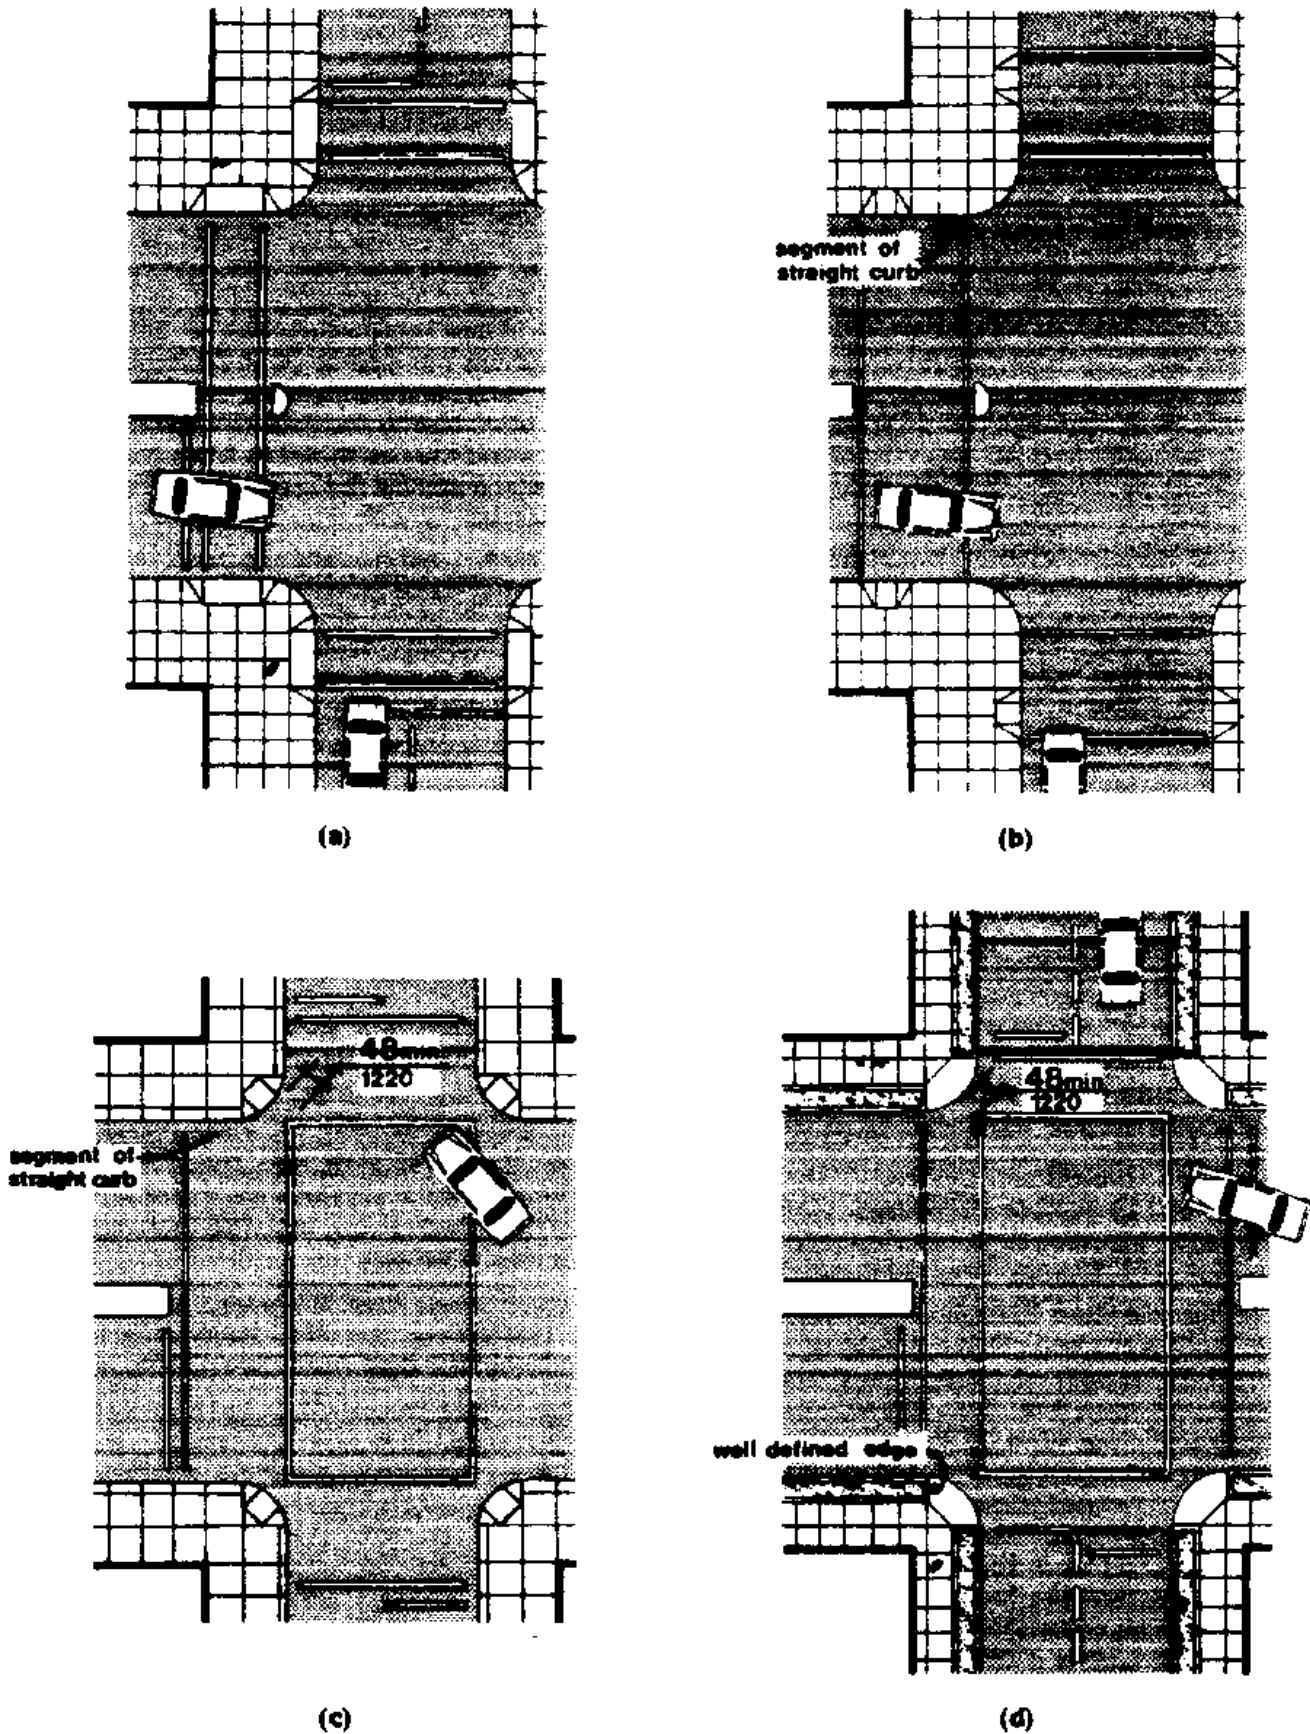 segment of
straight curb
(a)
(b)
48min
1220
segment of
straight curb
48min
1220
well defined edge
(c)
(d)